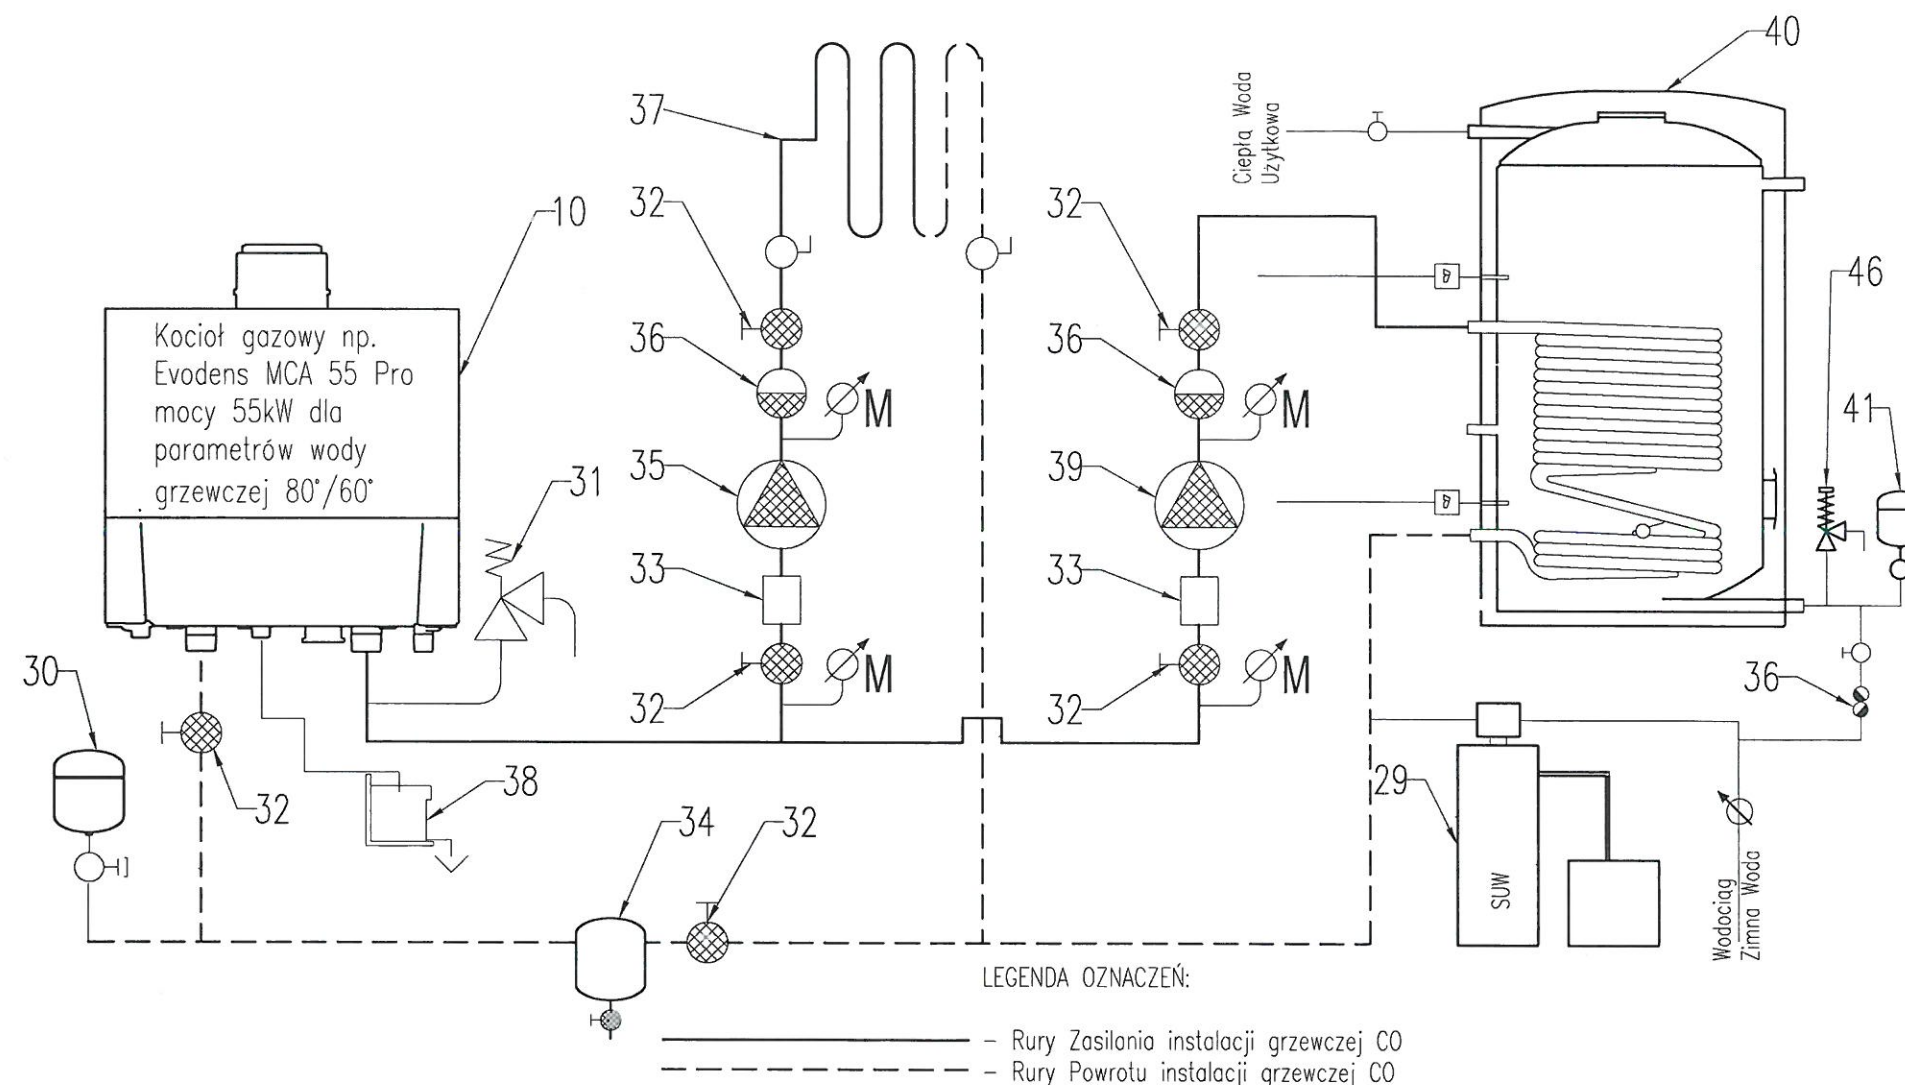 40
37
Ciepła Woda
Użytkowa
32
32
10
46
Kocioł gazowy np.
Evodens MCA 55 Pro
mocy 55kW dla
parametrów wody
grzewczej 80°/60°
36
M
36
M
41
31
35
39
33
33
30
32
M
32
M
36
32
38
34
32
29
SUW
Wodociąg
Zimna Woda
LEGENDA OZNACZEŃ:
– Rury Zasilania instalacji grzewczej CO
– Rury Powrotu instalacji grzewczej CO